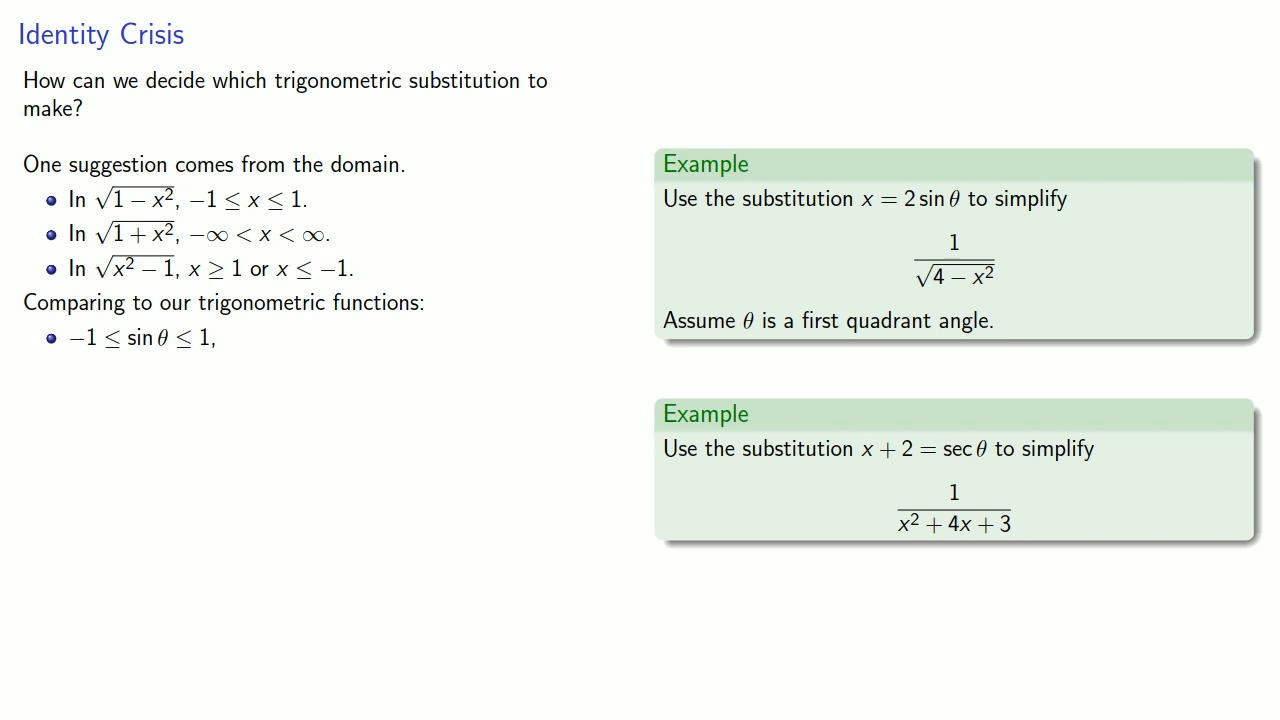 Identity Crisis
How can we decide which trigonometric substitution to
make?
One suggestion comes from the domain.
• In √(1 − x²), −1 ≤ x ≤ 1.
• In √(1 + x²), −∞ < x < ∞.
• In √(x² − 1), x ≥ 1 or x ≤ −1.
Comparing to our trigonometric functions:
• −1 ≤ sin θ ≤ 1,
Example
Use the substitution x = 2 sin θ to simplify
1
√(4 − x²)
Assume θ is a first quadrant angle.
Example
Use the substitution x + 2 = sec θ to simplify
1
x² + 4x + 3